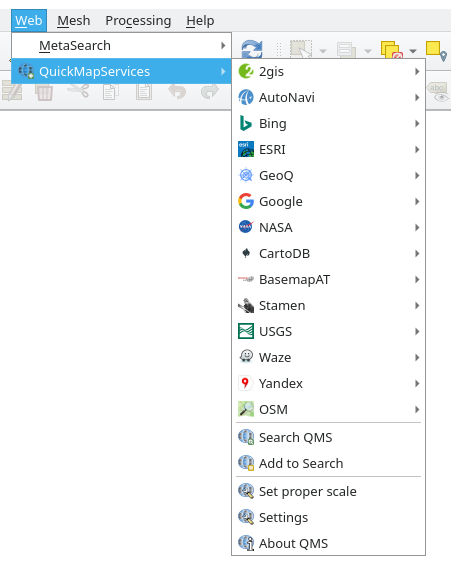 Web Mesh Processing Help
MetaSearch
QuickMapServices
2gis
AutoNavi
Bing
ESRI
GeoQ
Google
NASA
CartoDB
BasemapAT
Stamen
USGS
Waze
Yandex
OSM
Search QMS
Add to Search
Set proper scale
Settings
About QMS